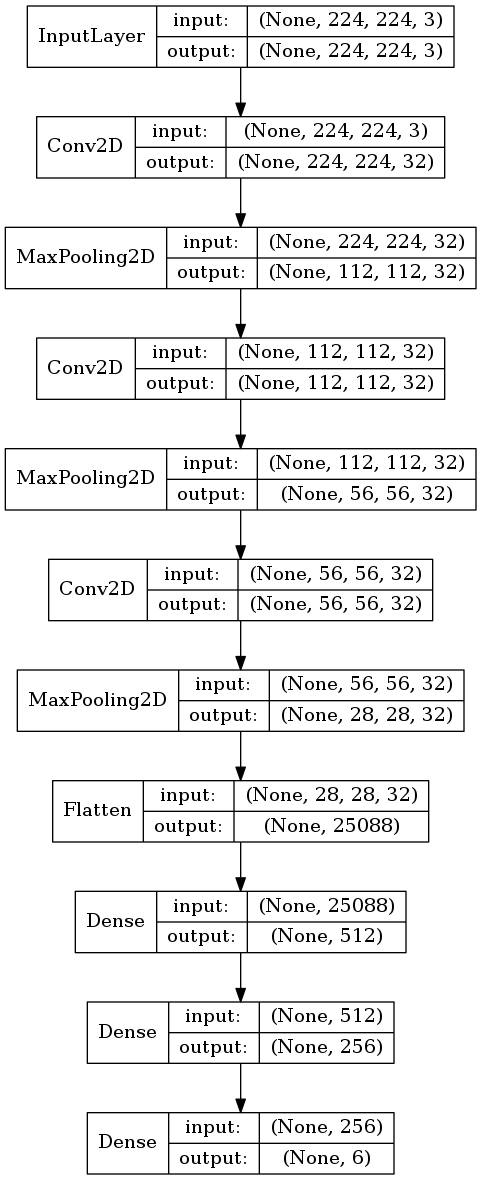 InputLayer
input: (None, 224, 224, 3)
output: (None, 224, 224, 3)
Conv2D
input: (None, 224, 224, 3)
output: (None, 224, 224, 32)
MaxPooling2D
input: (None, 224, 224, 32)
output: (None, 112, 112, 32)
Conv2D
input: (None, 112, 112, 32)
output: (None, 112, 112, 32)
MaxPooling2D
input: (None, 112, 112, 32)
output: (None, 56, 56, 32)
Conv2D
input: (None, 56, 56, 32)
output: (None, 56, 56, 32)
MaxPooling2D
input: (None, 56, 56, 32)
output: (None, 28, 28, 32)
Flatten
input: (None, 28, 28, 32)
output: (None, 25088)
Dense
input: (None, 25088)
output: (None, 512)
Dense
input: (None, 512)
output: (None, 256)
Dense
input: (None, 256)
output: (None, 6)